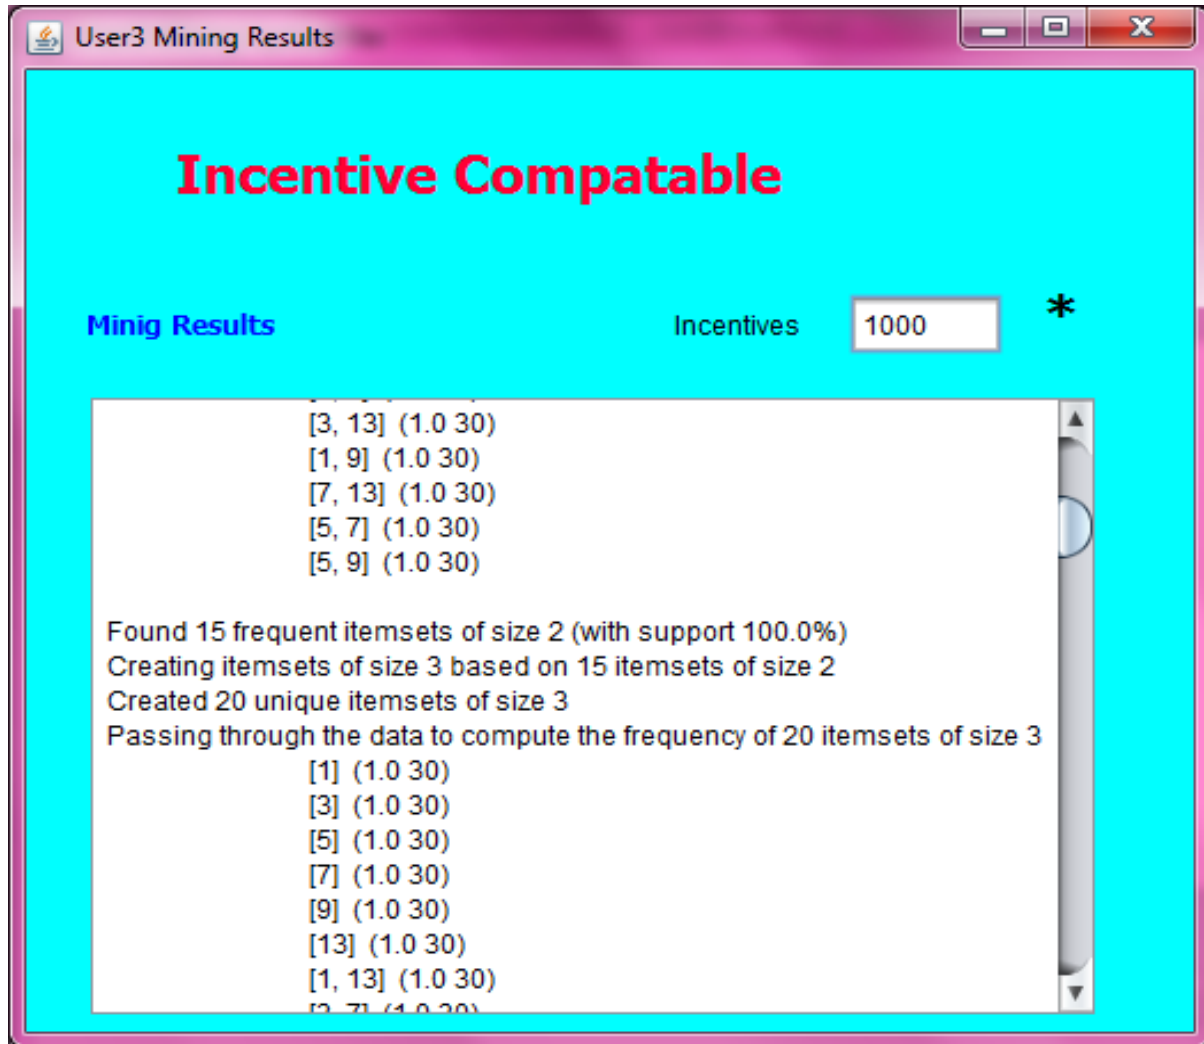 User3 Mining Results
Incentive Compatable
Minig Results
Incentives
1000
*
[3, 13] (1.0 30)
[1, 9] (1.0 30)
[7, 13] (1.0 30)
[5, 7] (1.0 30)
[5, 9] (1.0 30)
Found 15 frequent itemsets of size 2 (with support 100.0%)
Creating itemsets of size 3 based on 15 itemsets of size 2
Created 20 unique itemsets of size 3
Passing through the data to compute the frequency of 20 itemsets of size 3
[1] (1.0 30)
[3] (1.0 30)
[5] (1.0 30)
[7] (1.0 30)
[9] (1.0 30)
[13] (1.0 30)
[1, 13] (1.0 30)